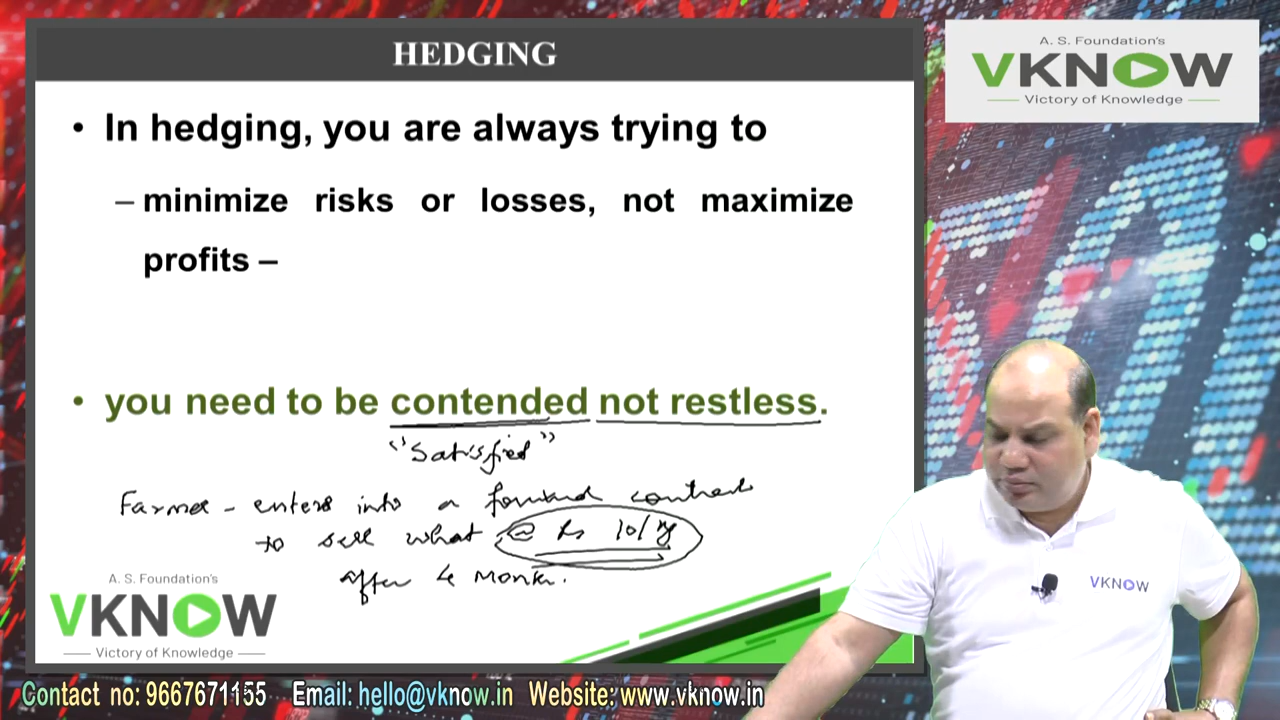 HEDGING
A. S. Foundation's
VKNOW
Victory of Knowledge
• In hedging, you are always trying to
– minimize risks or losses, not maximize
profits –
• you need to be contended not restless.
"Satisfied"
Farmer - enters into a forward contract
to sell wheat @ Rs 10/kg
after 4 Month.
A. S. Foundation's
VKNOW
Victory of Knowledge
VKNOW
Contact no: 9667671155 Email: hello@vknow.in Website: www.vknow.in